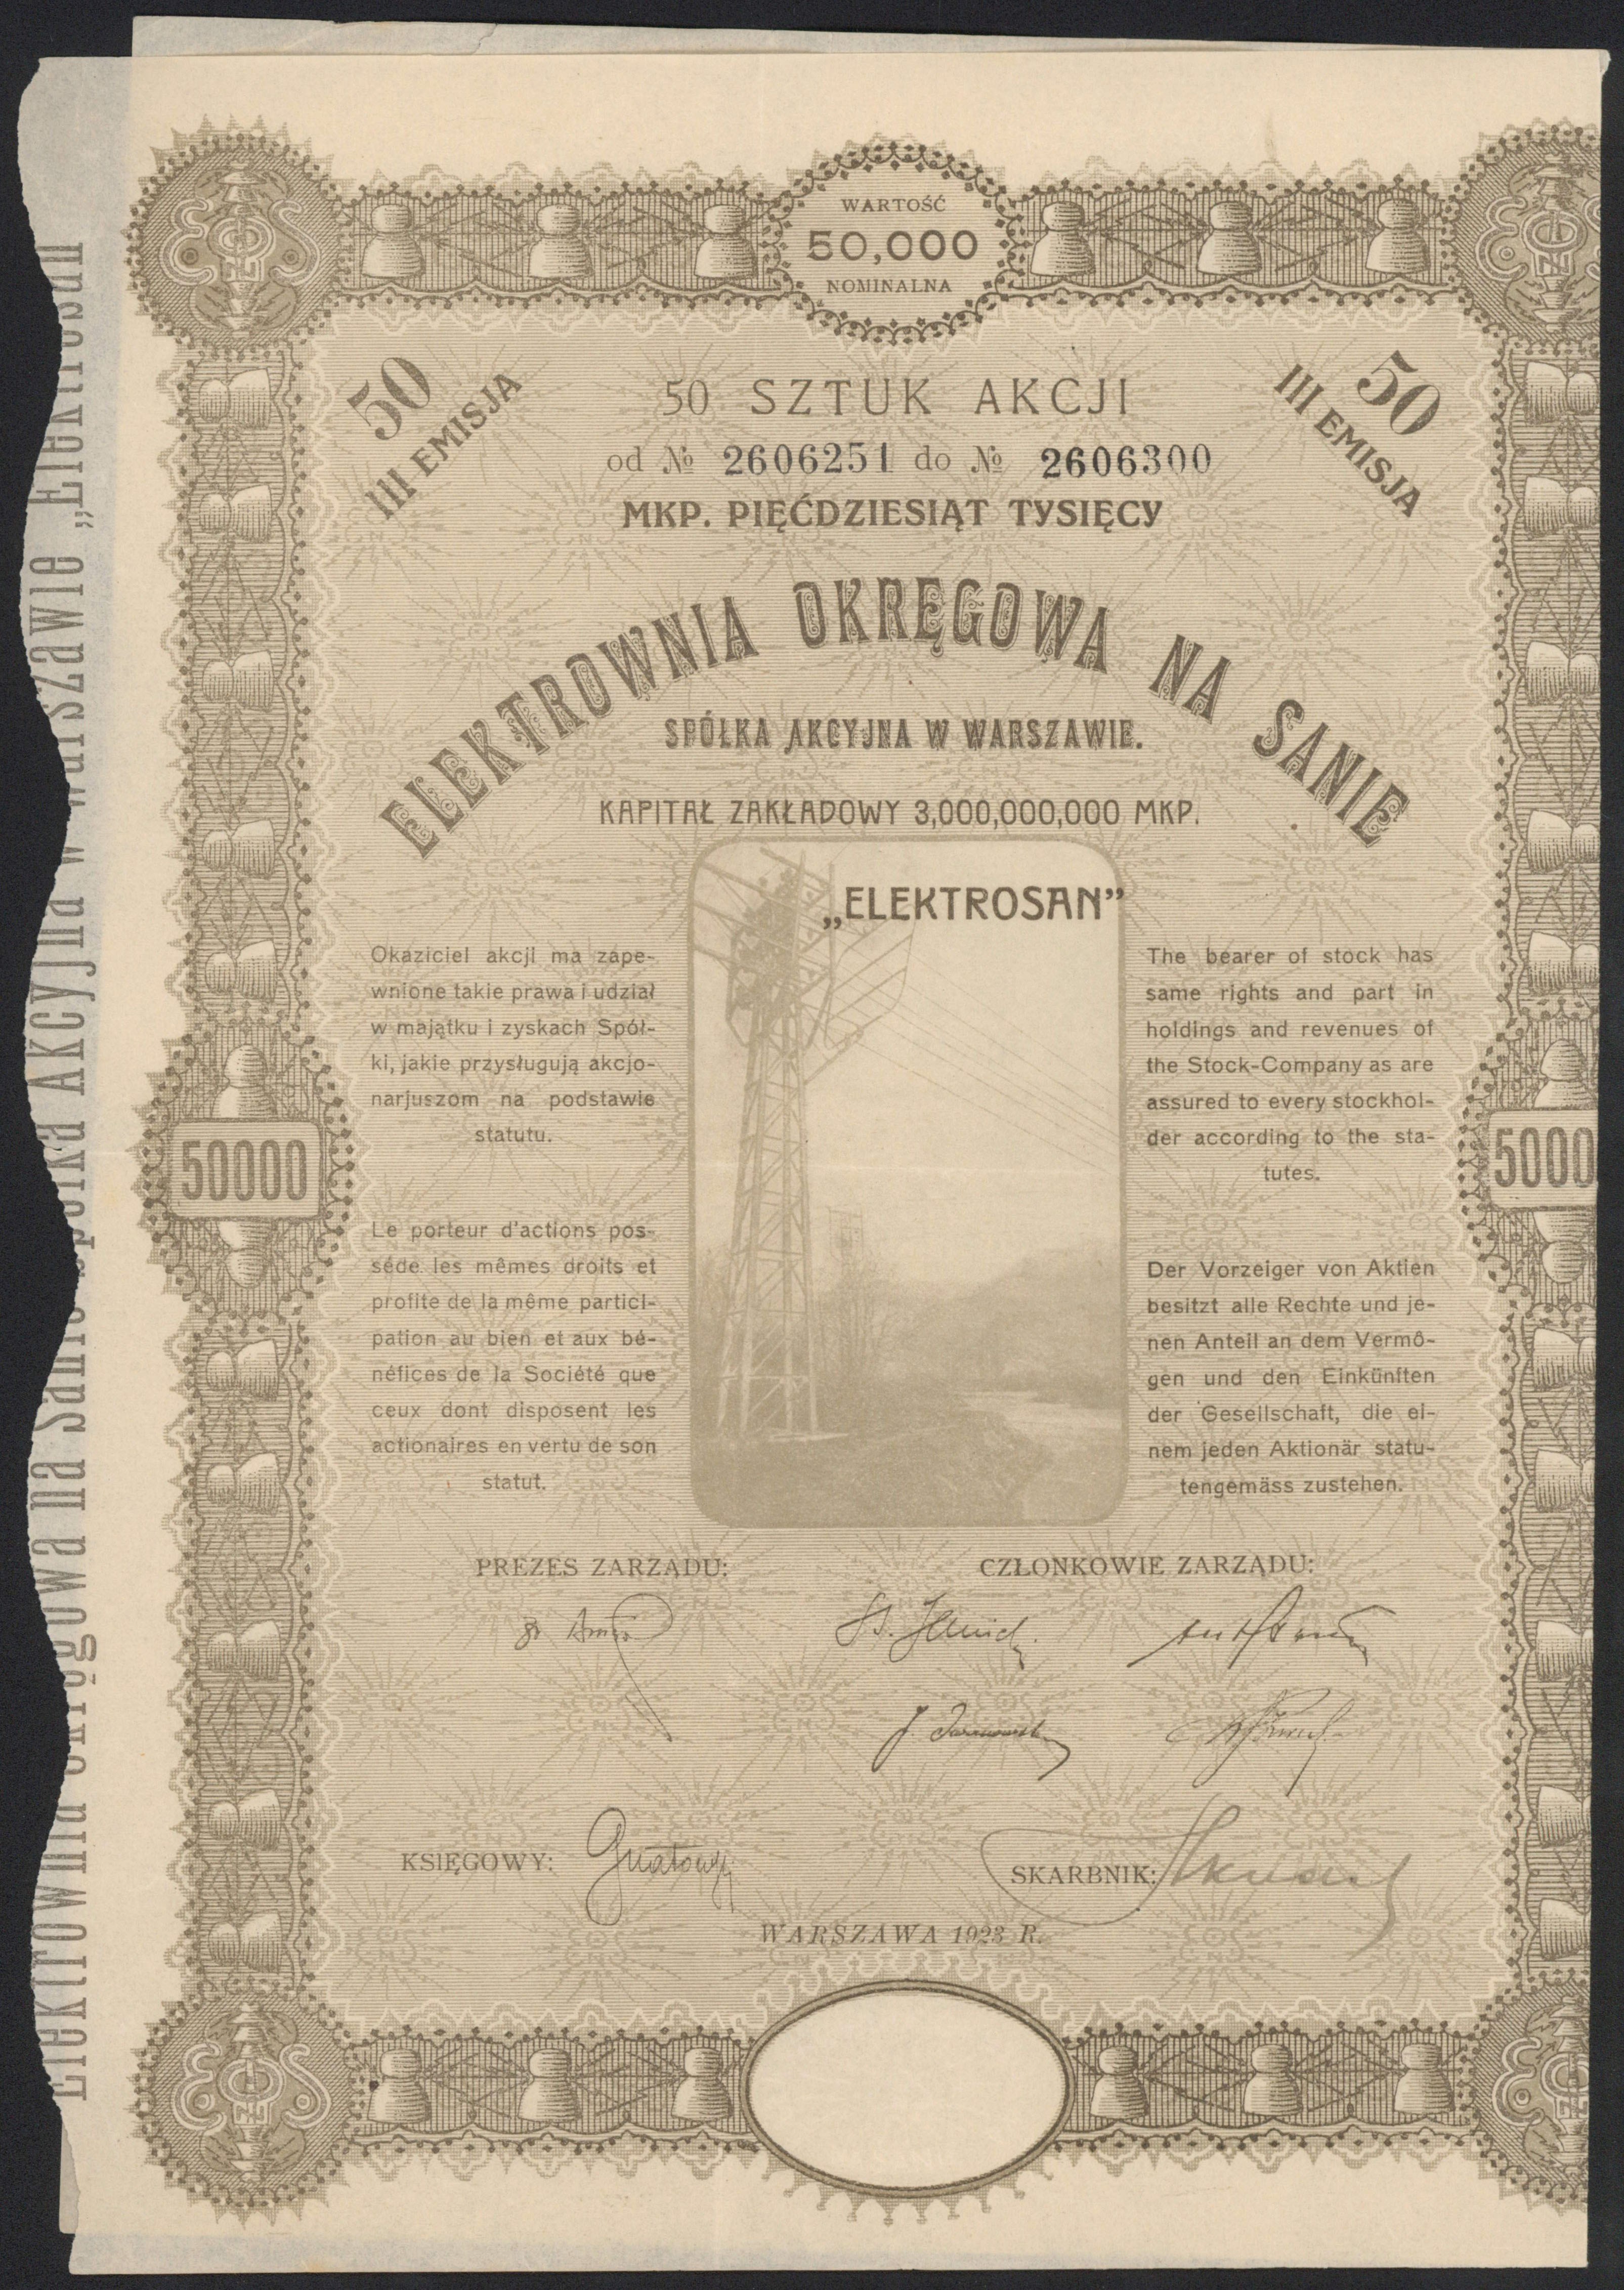 WARTOŚĆ
50,000
NOMINALNA
50
III EMISJA
50
III EMISJA
50 SZTUK AKCJI
od № 2606251 do № 2606300
MKP. PIĘĆDZIESIĄT TYSIĘCY
ELEKTROWNIA OKRĘGOWA NA SANIE
SPÓŁKA AKCYJNA W WARSZAWIE.
KAPITAŁ ZAKŁADOWY 3,000,000,000 MKP.
„ELEKTROSAN”
Okaziciel akcji ma zape-
wnione takie prawa i udział
w majątku i zyskach Spół-
ki, jakie przysługują akcjo-
narjuszom na podstawie
statutu.
Le porteur d'actions pos-
séde les mêmes droits et
profite de la même partici-
pation au bien et aux bé-
néfices de la Société que
ceux dont disposent les
actionaires en vertu de son
statut.
The bearer of stock has
same rights and part in
holdings and revenues of
the Stock-Company as are
assured to every stockhol-
der according to the sta-
tutes.
Der Vorzeiger von Aktien
besitzt alle Rechte und je-
nen Anteil an dem Vermô-
gen und den Einkünften
der Gesellschaft, die ei-
nem jeden Aktionär statu-
tengemäss zustehen.
50000
5000
PREZES ZARZĄDU:
CZŁONKOWIE ZARZĄDU:
KSIĘGOWY:
SKARBNIK:
WARSZAWA 1923 R.
Elektrownia Okręgowa na Sanie Spółka Akcyjna w Warszawie „Elektrosan